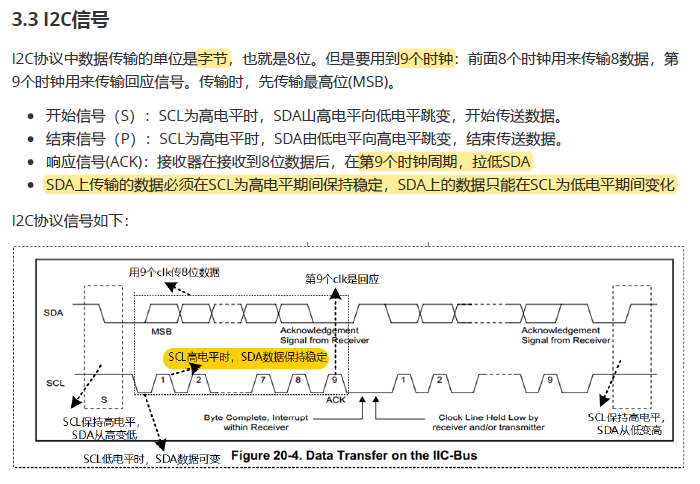 3.3 I2C信号
I2C协议中数据传输的单位是字节，也就是8位。但是要用到9个时钟：前面8个时钟用来传输8数据，第
9个时钟用来传输回应信号。传输时，先传输最高位(MSB)。
开始信号（S）：SCL为高电平时，SDA山高电平向低电平跳变，开始传送数据。
结束信号（P）：SCL为高电平时，SDA由低电平向高电平跳变，结束传送数据。
响应信号(ACK)：接收器在接收到8位数据后，在第9个时钟周期，拉低SDA
SDA上传输的数据必须在SCL为高电平期间保持稳定，SDA上的数据只能在SCL为低电平期间变化
I2C协议信号如下：
用9个clk传8位数据
第9个clk是回应
SDA
MSB
Acknowledgement
Signal from Receiver
Acknowledgement
Signal from Receiver
SCL高电平时，SDA数据保持稳定
SCL
S
1
2
7
8
9
ACK
1
2
9
SCL保持高电平，
SDA从高变低
Byte Complete, Interrupt
within Receiver
Clock Line Held Low by
receiver and/or transmitter
SCL保持高电平，
SDA从低变高
SCL低电平时，SDA数据可变
Figure 20-4. Data Transfer on the IIC-Bus